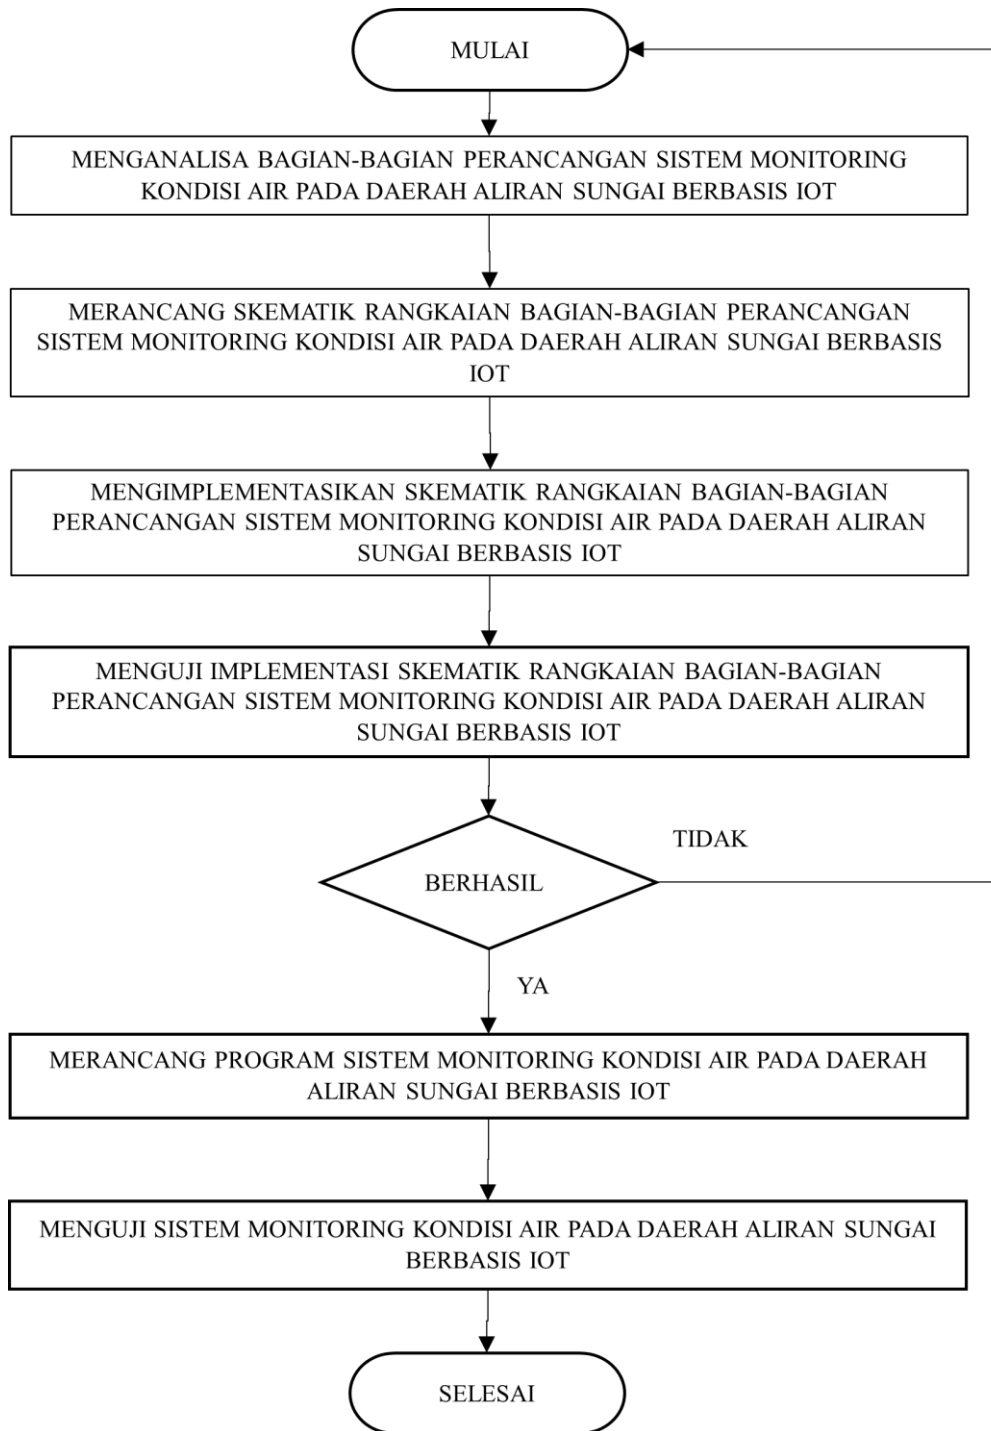 MULAI
MENGANALISA BAGIAN-BAGIAN PERANCANGAN SISTEM MONITORING
KONDISI AIR PADA DAERAH ALIRAN SUNGAI BERBASIS IOT
MERANCANG SKEMATIK RANGKAIAN BAGIAN-BAGIAN PERANCANGAN
SISTEM MONITORING KONDISI AIR PADA DAERAH ALIRAN SUNGAI BERBASIS
IOT
MENGIMPLEMENTASIKAN SKEMATIK RANGKAIAN BAGIAN-BAGIAN
PERANCANGAN SISTEM MONITORING KONDISI AIR PADA DAERAH ALIRAN
SUNGAI BERBASIS IOT
MENGUJI IMPLEMENTASI SKEMATIK RANGKAIAN BAGIAN-BAGIAN
PERANCANGAN SISTEM MONITORING KONDISI AIR PADA DAERAH ALIRAN
SUNGAI BERBASIS IOT
TIDAK
BERHASIL
YA
MERANCANG PROGRAM SISTEM MONITORING KONDISI AIR PADA DAERAH
ALIRAN SUNGAI BERBASIS IOT
MENGUJI SISTEM MONITORING KONDISI AIR PADA DAERAH ALIRAN SUNGAI
BERBASIS IOT
SELESAI